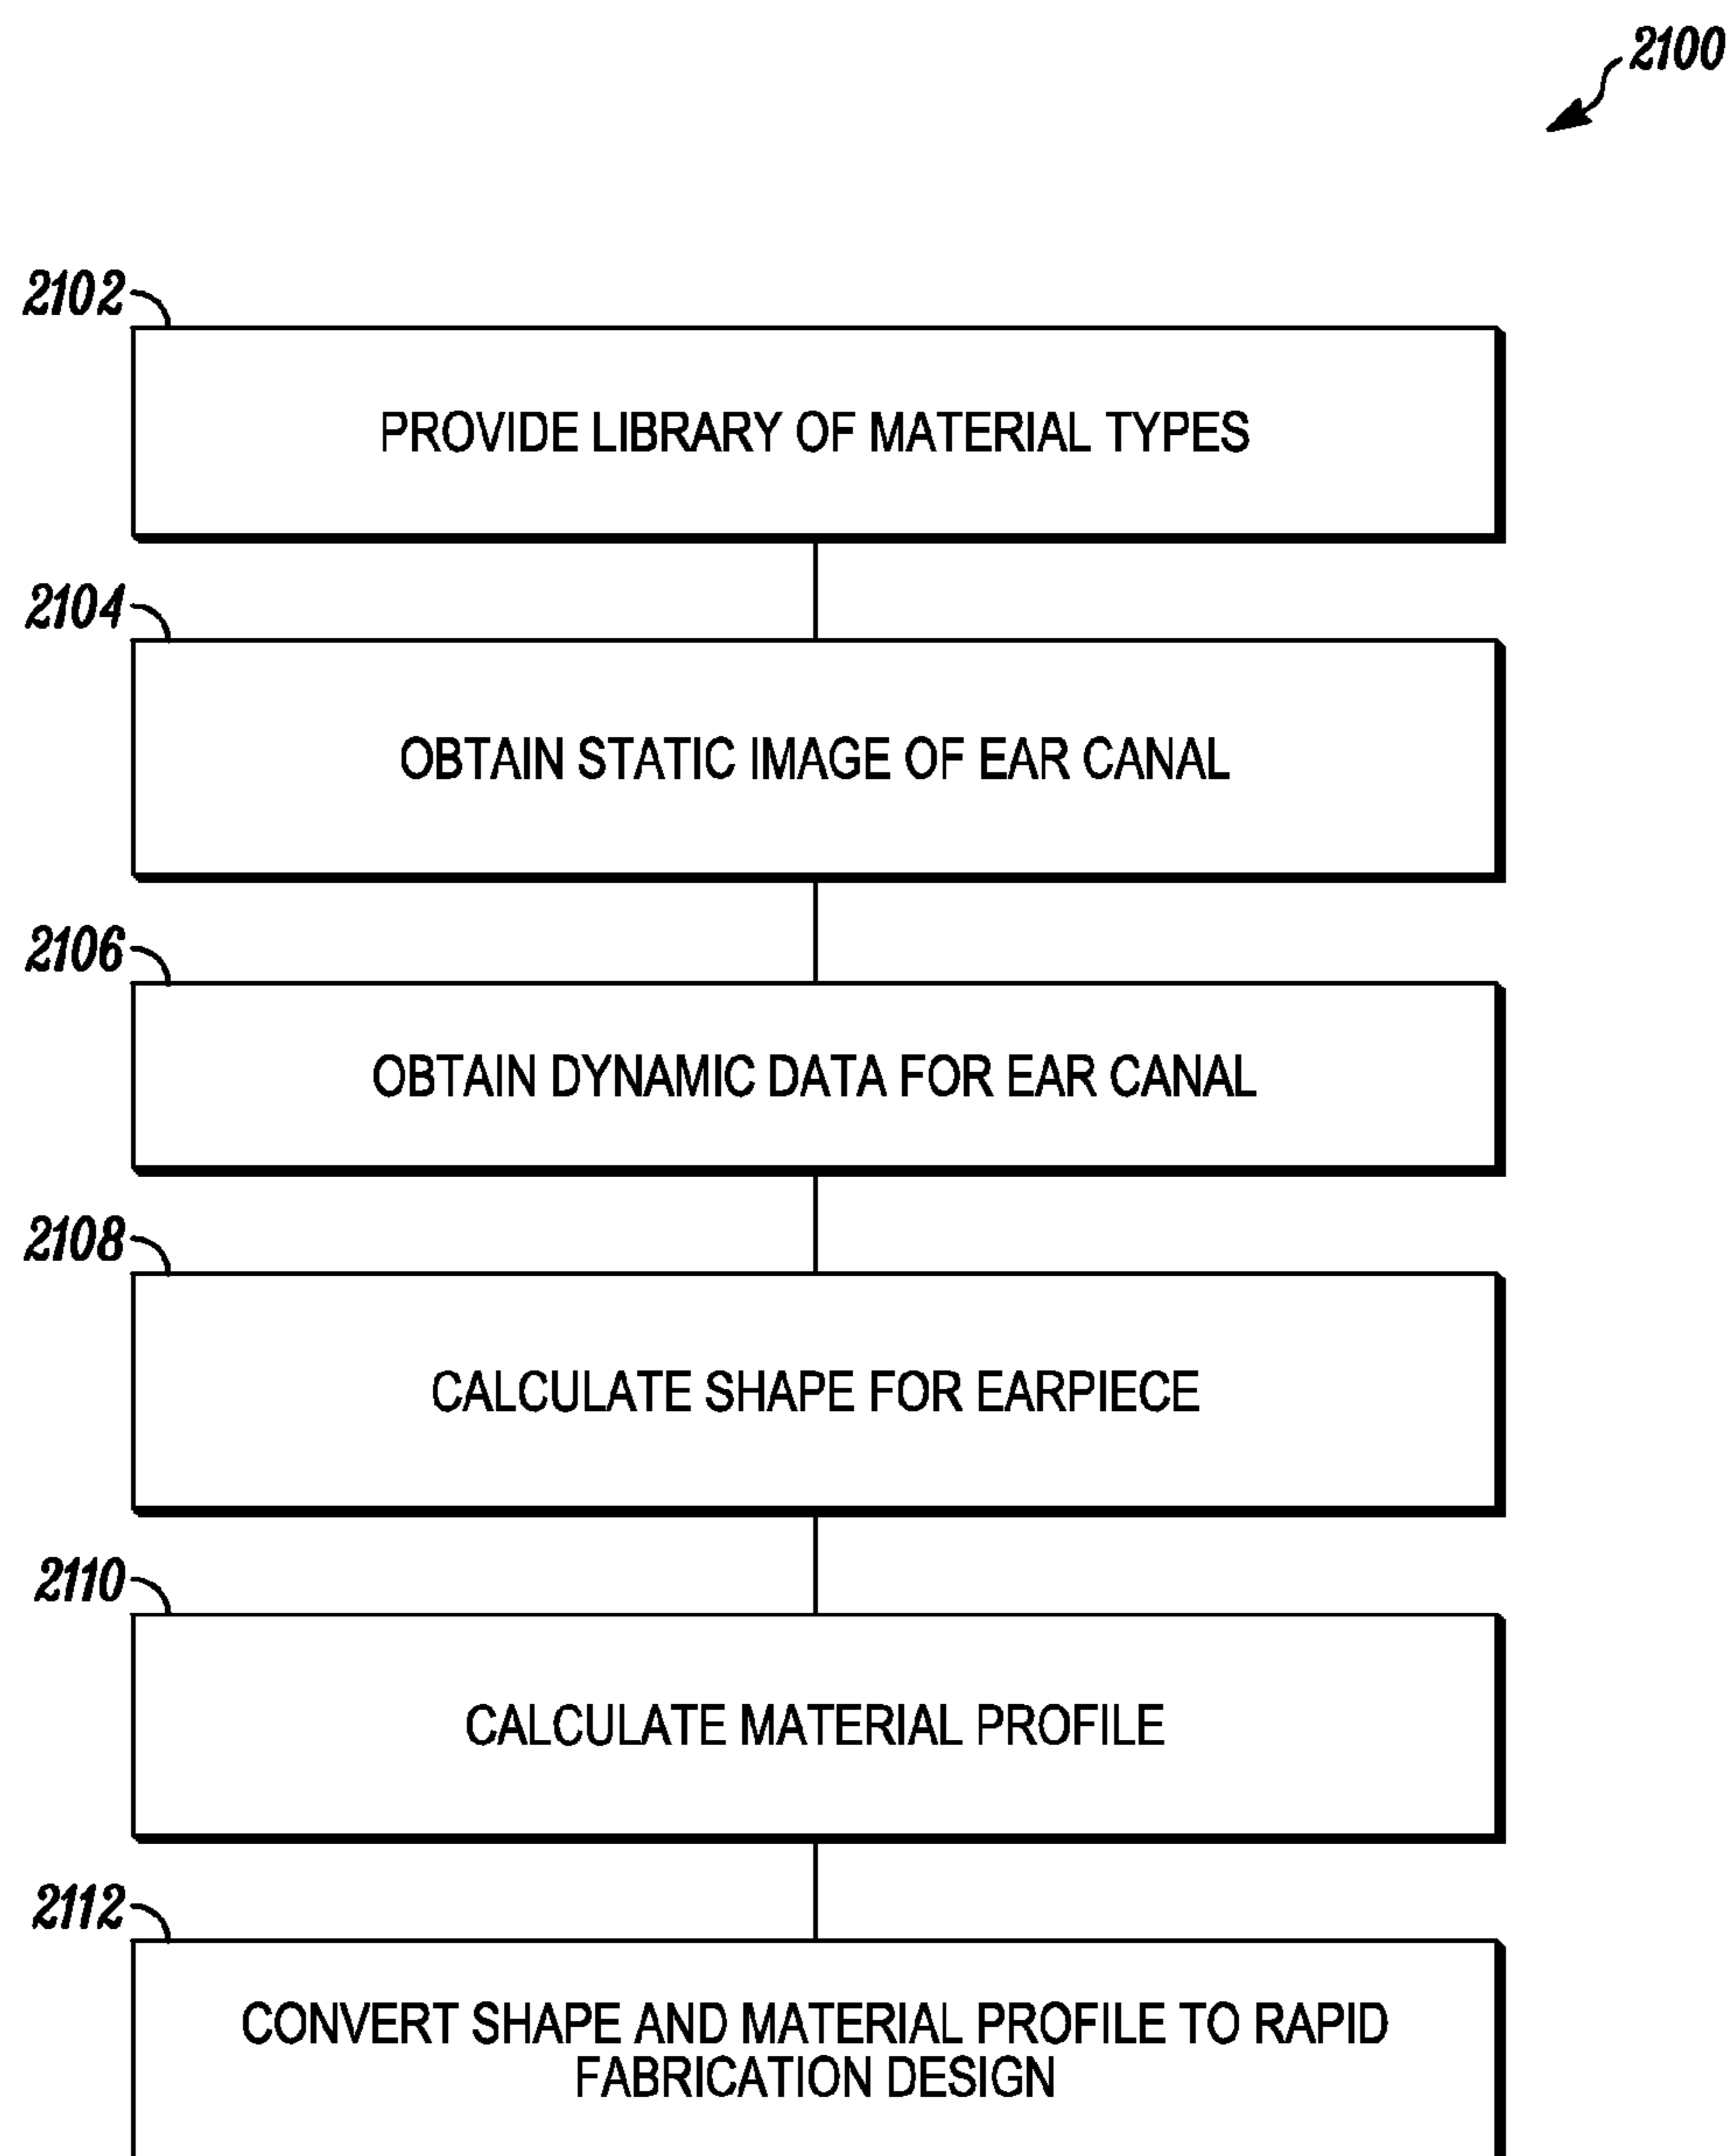 2100
2102
PROVIDE LIBRARY OF MATERIAL TYPES
2104
OBTAIN STATIC IMAGE OF EAR CANAL
2106
OBTAIN DYNAMIC DATA FOR EAR CANAL
2108
CALCULATE SHAPE FOR EARPIECE
2110
CALCULATE MATERIAL PROFILE
2112
CONVERT SHAPE AND MATERIAL PROFILE TO RAPID
FABRICATION DESIGN